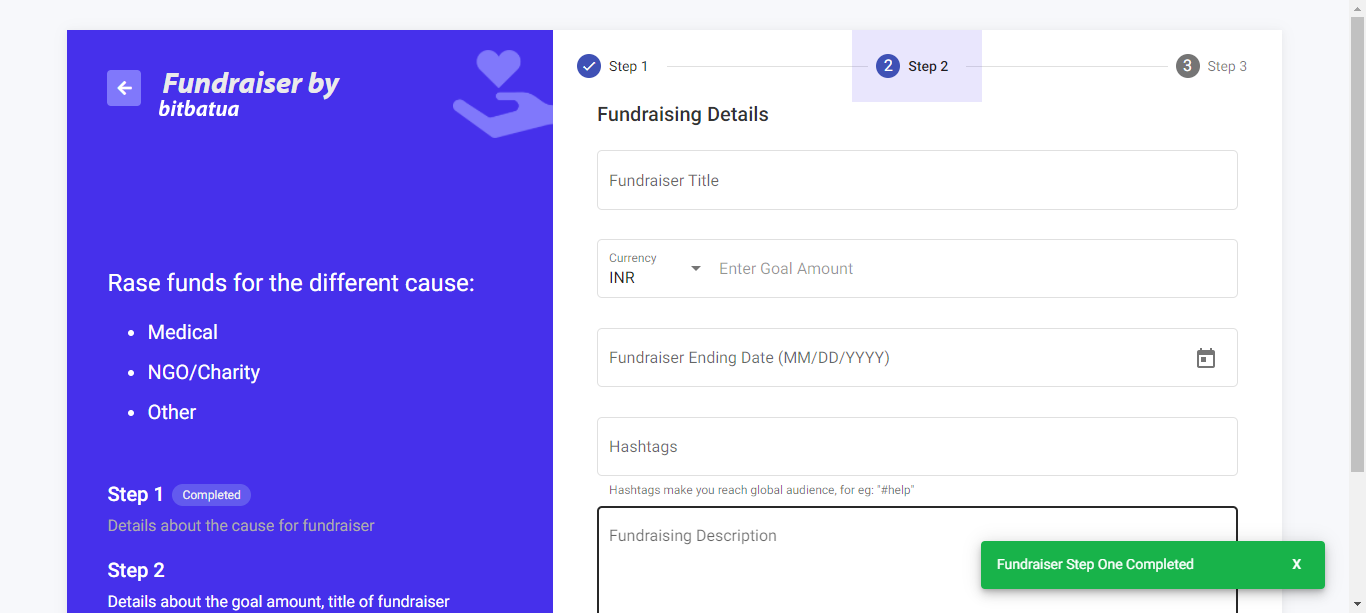 Fundraiser by
bitbatua
Rase funds for the different cause:
Medical
NGO/Charity
Other
Step 1 Completed
Details about the cause for fundraiser
Step 2
Details about the goal amount, title of fundraiser
Step 1
2 Step 2
3 Step 3
Fundraising Details
Fundraiser Title
Currency
INR
Enter Goal Amount
Fundraiser Ending Date (MM/DD/YYYY)
Hashtags
Hashtags make you reach global audience, for eg: "#help"
Fundraising Description
Fundraiser Step One Completed X